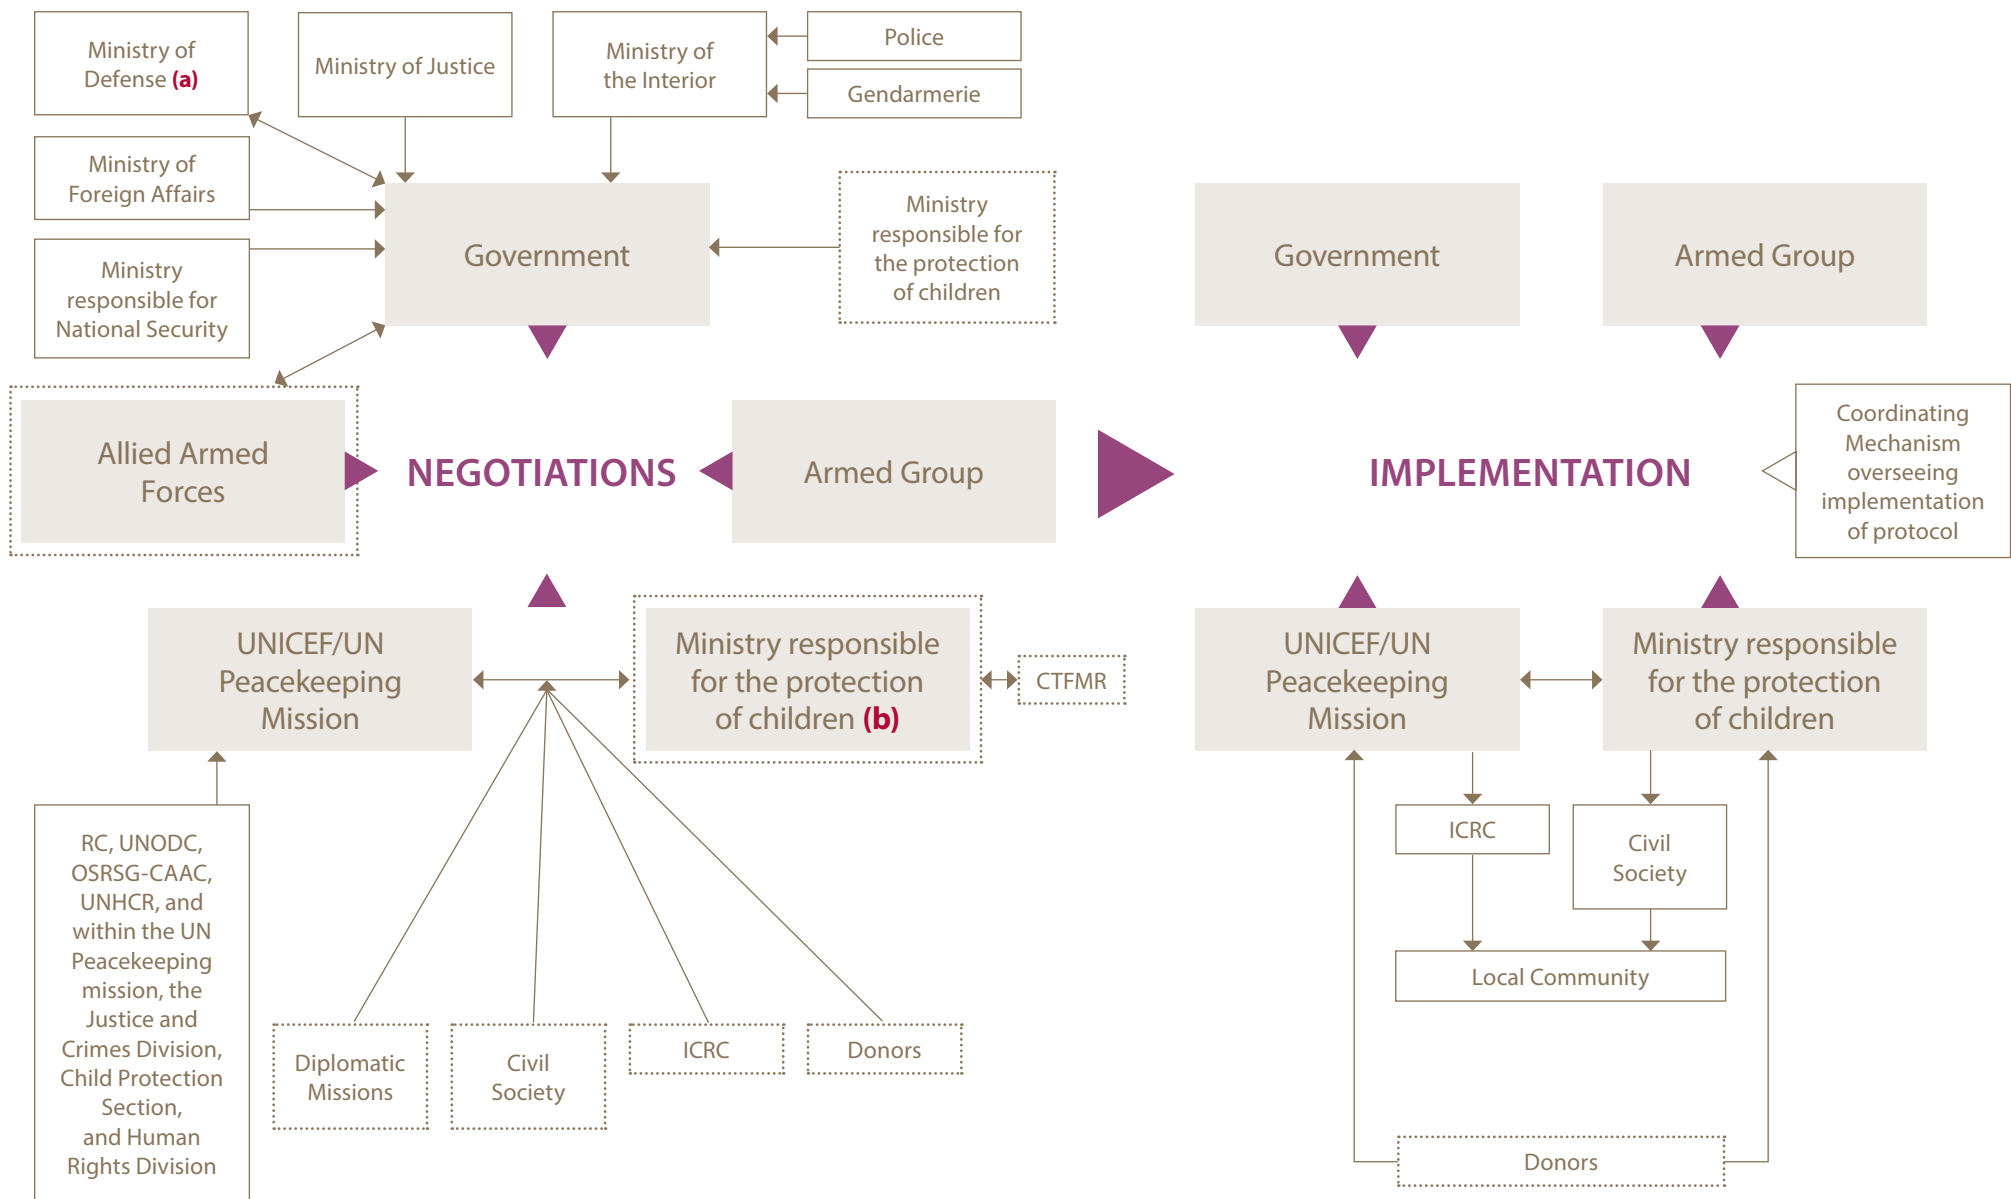 Ministry of
Defense (a)
Ministry of Justice
Ministry of
the Interior
Police
Gendarmerie
Ministry of
Foreign Affairs
Ministry
responsible for
National Security
Government
Ministry
responsible for
the protection
of children
Allied Armed
Forces
NEGOTIATIONS
Armed Group
UNICEF/UN
Peacekeeping
Mission
Ministry responsible
for the protection
of children (b)
CTFMR
RC, UNODC,
OSRSG-CAAC,
UNHCR, and
within the UN
Peacekeeping
mission, the
Justice and
Crimes Division,
Child Protection
Section,
and Human
Rights Division
Diplomatic
Missions
Civil
Society
ICRC
Donors
Government
Armed Group
IMPLEMENTATION
Coordinating
Mechanism
overseeing
implementation
of protocol
UNICEF/UN
Peacekeeping
Mission
Ministry responsible
for the protection
of children
ICRC
Civil
Society
Local Community
Donors